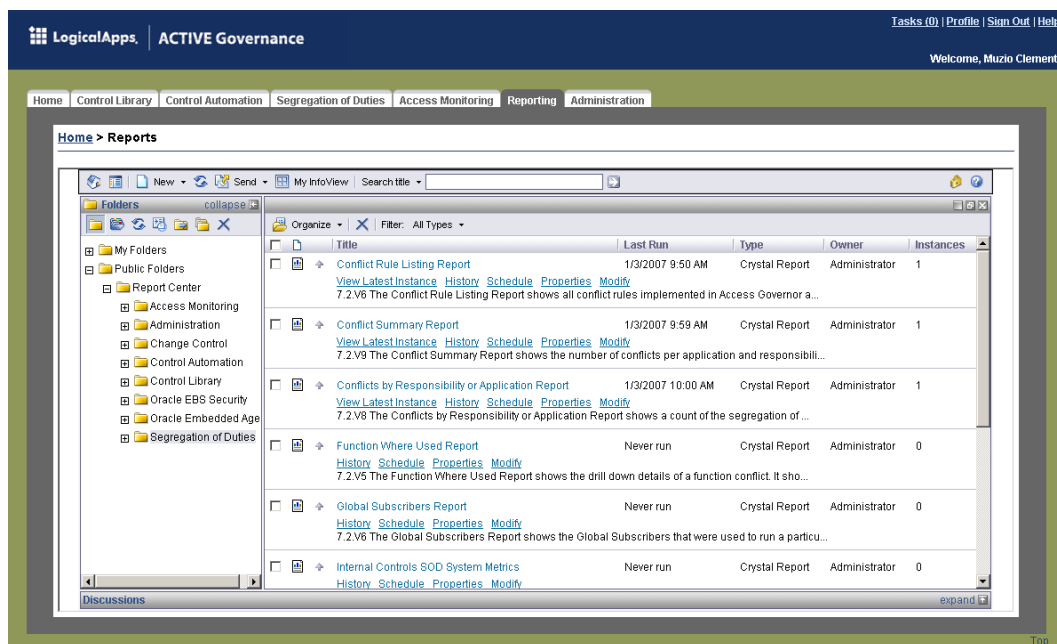 Tasks (0) | Profile | Sign Out | Help
LogicalApps. ACTIVE Governance
Welcome, Muzio Clement
Home Control Library Control Automation Segregation of Duties Access Monitoring Reporting Administration
Home > Reports
New Send My InfoView Search title
Folders collapse
Organize Filter: All Types
Title Last Run Type Owner Instances
My Folders
Public Folders
Report Center
Access Monitoring
Administration
Change Control
Control Automation
Control Library
Oracle EBS Security
Oracle Embedded Age
Segregation of Duties
Conflict Rule Listing Report 1/3/2007 9:50 AM Crystal Report Administrator 1
View Latest Instance History Schedule Properties Modify
7.2.V6 The Conflict Rule Listing Report shows all conflict rules implemented in Access Governor a...
Conflict Summary Report 1/3/2007 9:59 AM Crystal Report Administrator 1
View Latest Instance History Schedule Properties Modify
7.2.V9 The Conflict Summary Report shows the number of conflicts per application and responsibili...
Conflicts by Responsibility or Application Report 1/3/2007 10:00 AM Crystal Report Administrator 1
View Latest Instance History Schedule Properties Modify
7.2.V8 The Conflicts by Responsibility or Application Report shows a count of the segregation of ...
Function Where Used Report Never run Crystal Report Administrator 0
History Schedule Properties Modify
7.2.V5 The Function Where Used Report shows the drill down details of a function conflict. It sho...
Global Subscribers Report Never run Crystal Report Administrator 0
History Schedule Properties Modify
7.2.V6 The Global Subscribers Report shows the Global Subscribers that were used to run a particu...
Internal Controls SOD System Metrics Never run Crystal Report Administrator 0
History Schedule Properties Modify
Discussions expand
Top